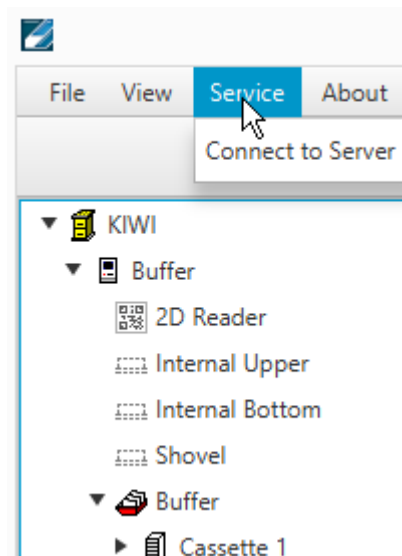 File View Service About
Connect to Server
KIWI
Buffer
2D Reader
Internal Upper
Internal Bottom
Shovel
Buffer
Cassette 1